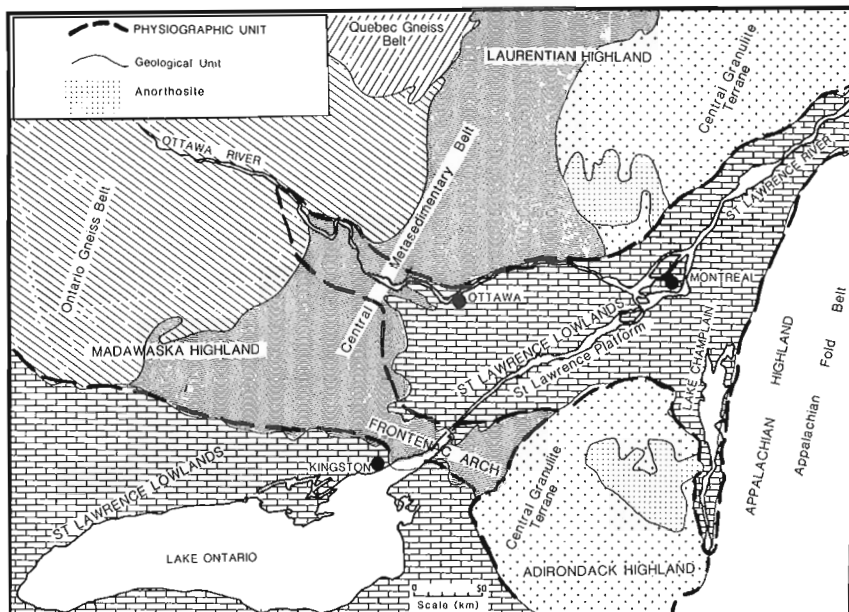 PHYSIOGRAPHIC UNIT
Geological Unit
Anorthosite
Quebec Gneiss
Belt
LAURENTIAN HIGHLAND
Central Granulite
Terrane
OTTAWA
RIVER
ST LAWRENCE RIVER
Ontario Gneiss Belt
Central Metasedimentary Belt
OTTAWA
MONTREAL
MADAWASKA HIGHLAND
ST LAWRENCE LOWLANDS
St Lawrence Platform
LAKE CHAMPLAIN
APPALACHIAN HIGHLAND
Appalachian Fold Belt
FRONTENAC ARCH
KINGSTON
ST LAWRENCE LOWLANDS
Central Granulite
Terrane
LAKE ONTARIO
ADIRONDACK HIGHLAND
0 50
Scale (km)